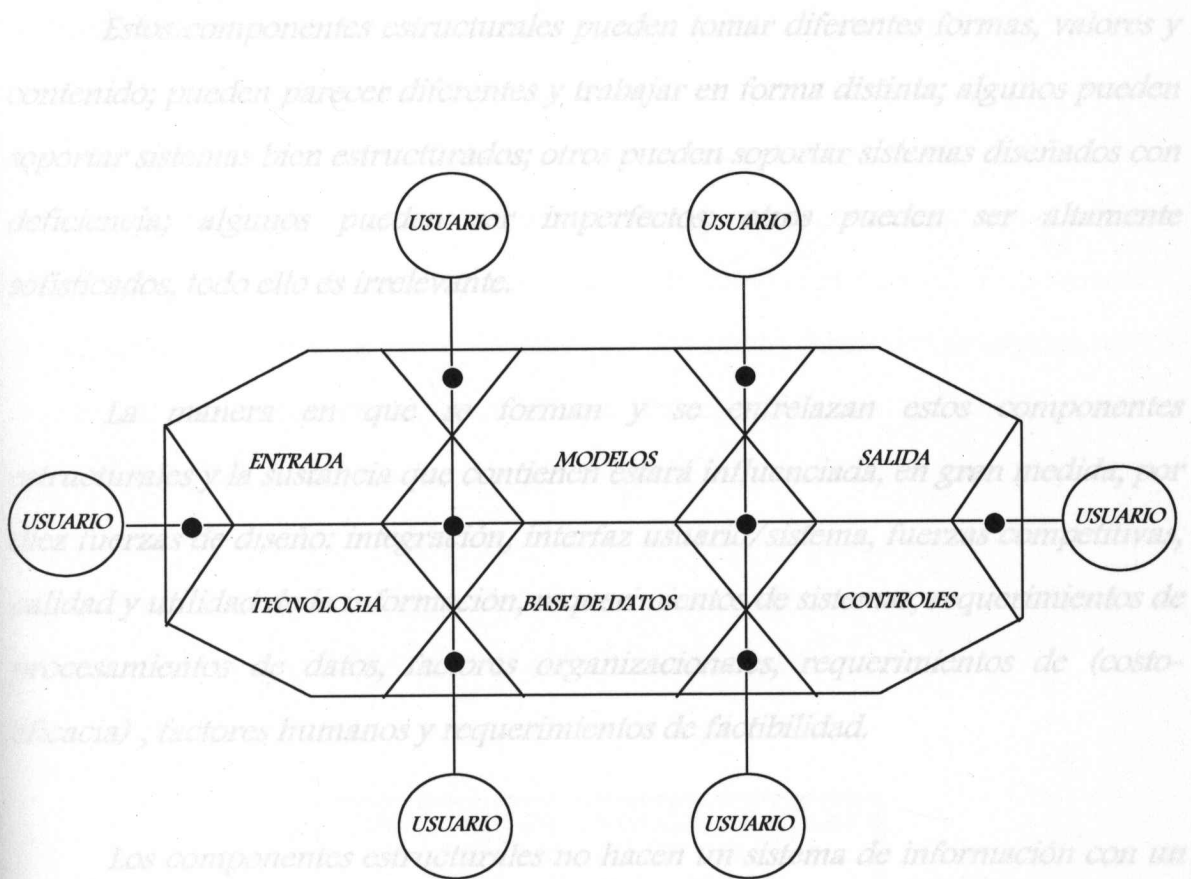 Estos componentes estructurales pueden tomar diferentes formas, valores y
contenido; pueden parecer diferentes y trabajar en forma distinta; algunos pueden
soportar sistemas bien estructurados; otros pueden soportar sistemas diseñados con
USUARIO USUARIO
deficiencia; algunos pueden pueden ser altamente
sofisticados, todo ello es irrelevante.
La manera en que se forman y se entrelazan estos componentes
ENTRADA MODELOS SALIDA
estructurales y la sustancia que contienen estará influenciada, en gran medida, por
USUARIO USUARIO
diez fuerzas de diseño: integración, interfaz usuario/sistema, fuerzas competitivas,
TECNOLOGIA BASE DE DATOS CONTROLES
calidad y utilidad de la información, requerimientos de sistemas, requerimientos de
procesamientos de datos, factores organizacionales, requerimientos de (costo-
eficacia) , factores humanos y requerimientos de factibilidad.
USUARIO USUARIO
Los componentes estructurales no hacen un sistema de información con un